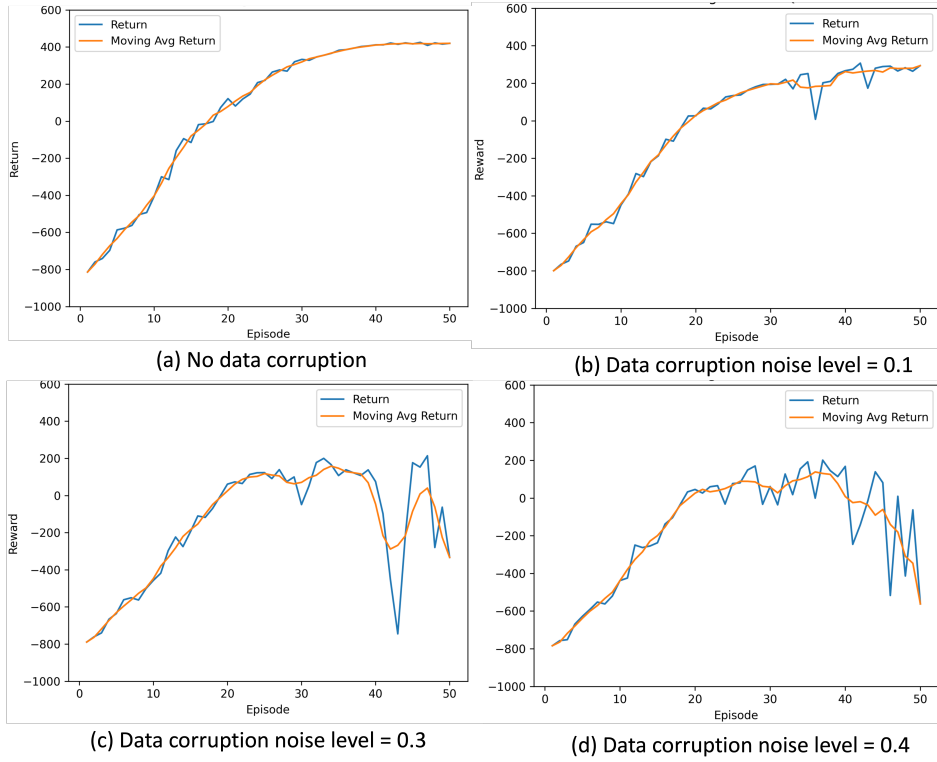 600
400
200
0
−200
−400
−600
−800
−1000
Return
Return
Moving Avg Return
0 10 20 30 40 50
Episode
(a) No data corruption
600
400
200
0
−200
−400
−600
−800
−1000
Reward
Return
Moving Avg Return
0 10 20 30 40 50
Episode
(b) Data corruption noise level = 0.1
600
400
200
0
−200
−400
−600
−800
−1000
Reward
Return
Moving Avg Return
0 10 20 30 40 50
Episode
(c) Data corruption noise level = 0.3
600
400
200
0
−200
−400
−600
−800
−1000
Reward
Return
Moving Avg Return
0 10 20 30 40 50
Episode
(d) Data corruption noise level = 0.4